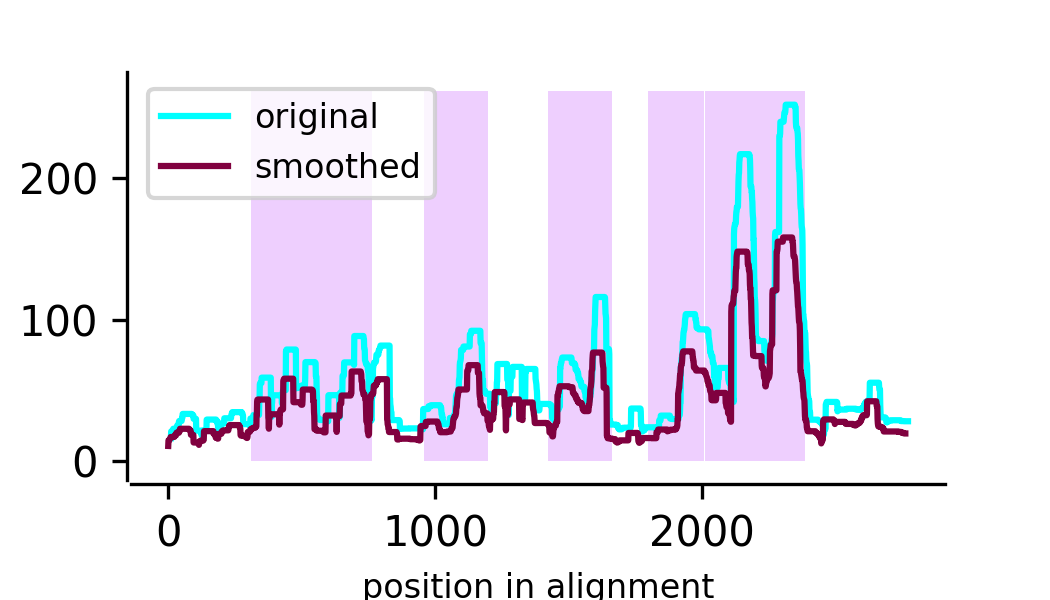 original
smoothed
200
100
0
0 1000 2000
position in alignment